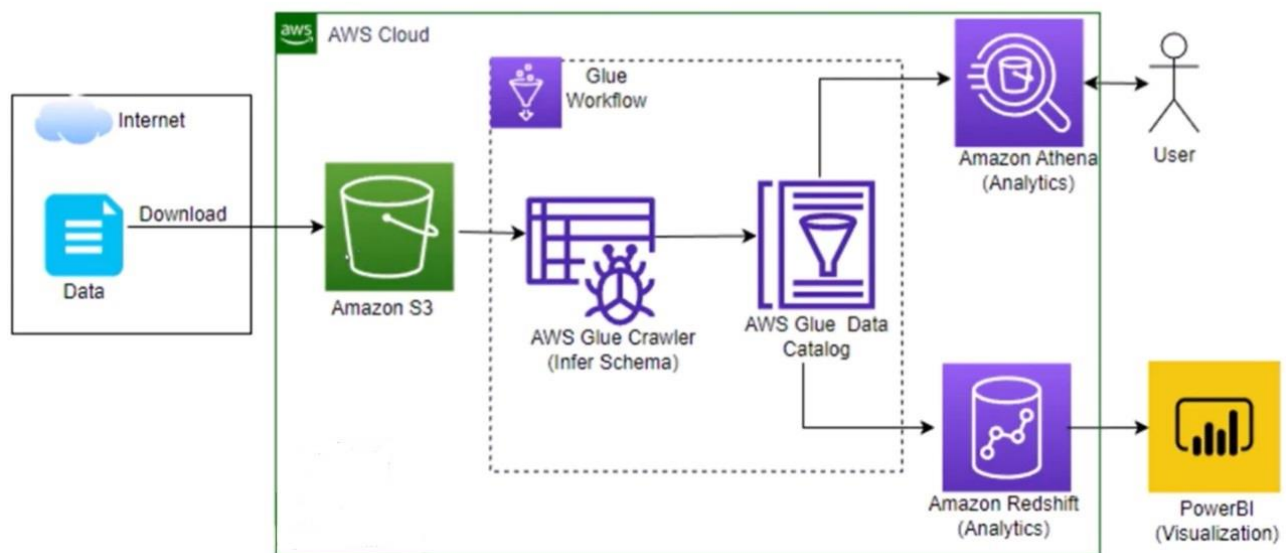 aws
AWS Cloud
Internet
Download
Data
Amazon S3
Glue
Workflow
AWS Glue Crawler
(Infer Schema)
AWS Glue Data
Catalog
Amazon Athena
(Analytics)
User
Amazon Redshift
(Analytics)
PowerBI
(Visualization)